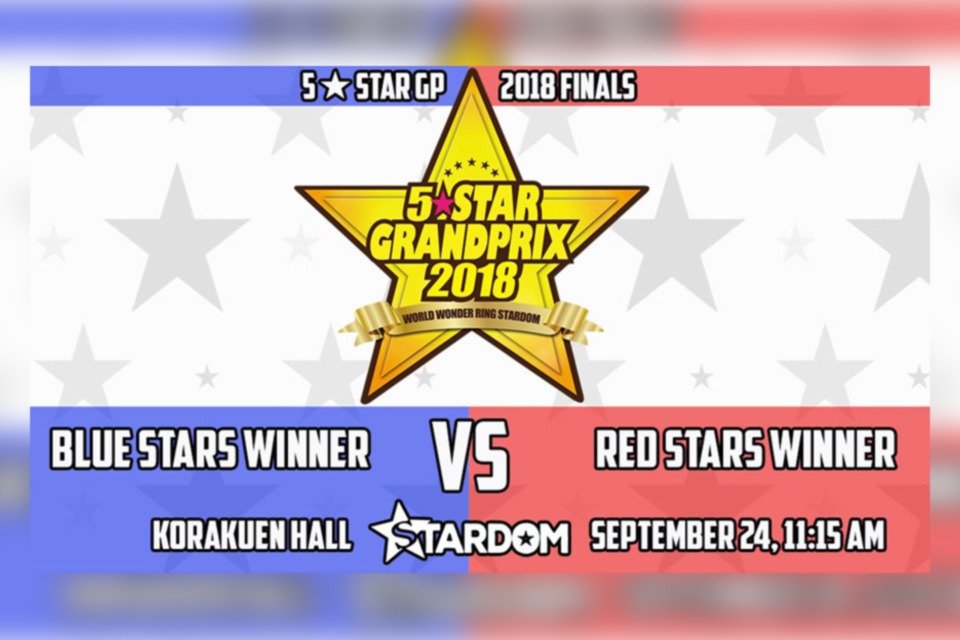 5★STAR GP 2018 FINALS
5★STAR
GRANDPRIX
2018
WORLD WONDER RING STARDOM
BLUE STARS WINNER VS RED STARS WINNER
KORAKUEN HALL STARDOM SEPTEMBER 24, 11:15 AM